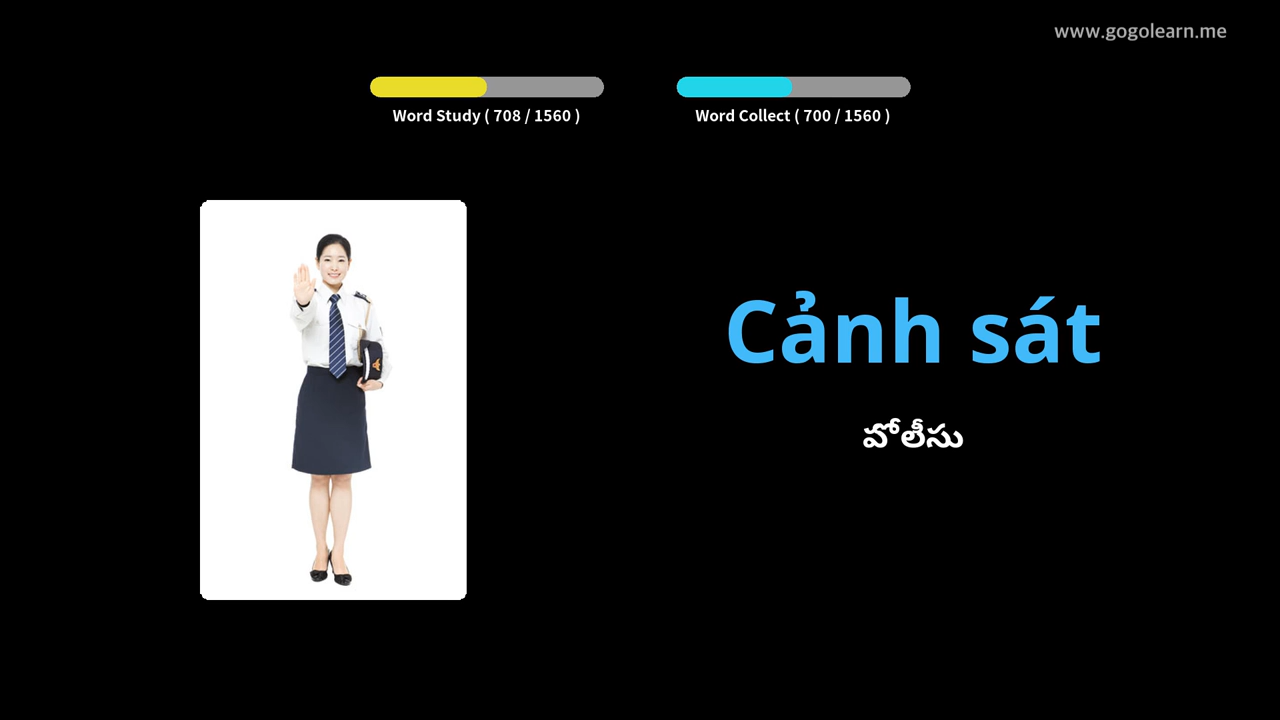 www.gogolearn.me
Word Study ( 708 / 1560 )
Word Collect ( 700 / 1560 )
Cảnh sát
పోలీసు